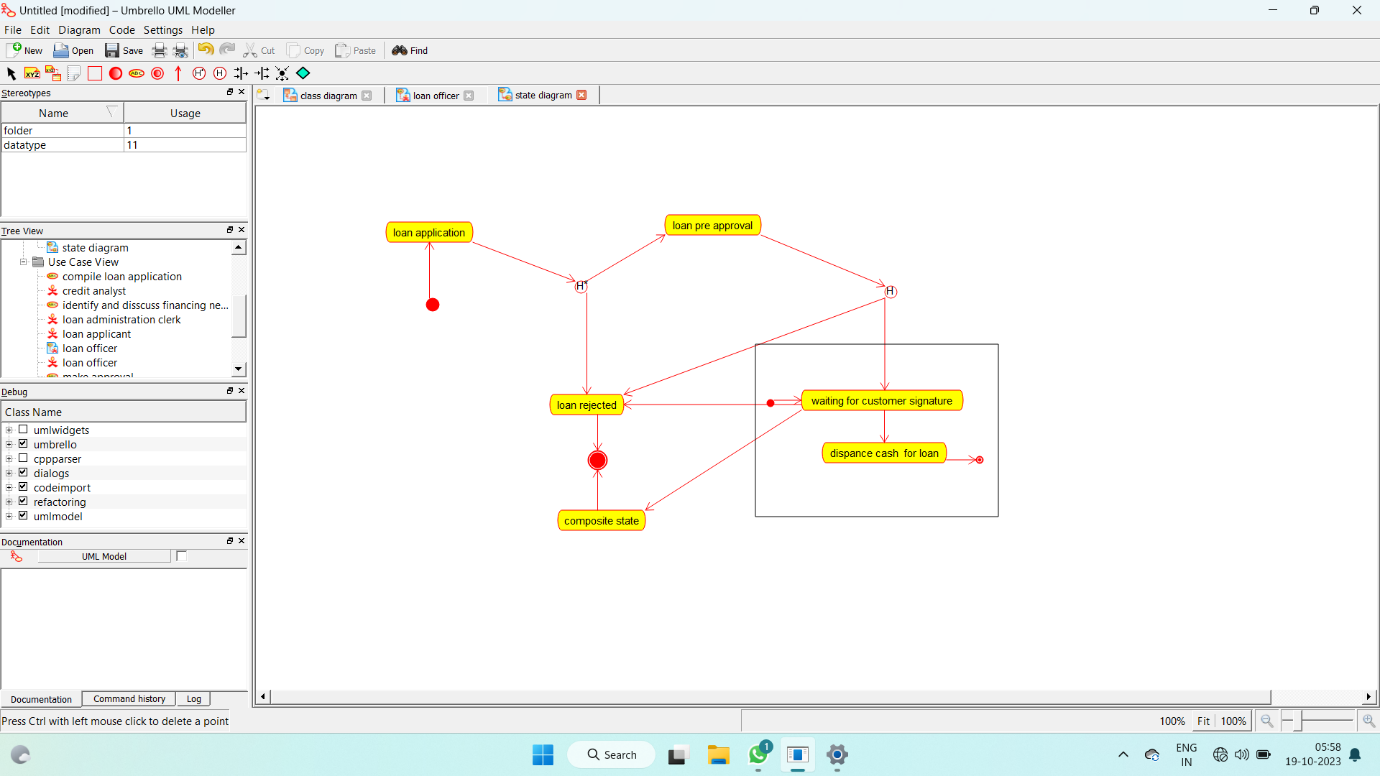 Untitled [modified] – Umbrello UML Modeller
File Edit Diagram Code Settings Help
New Open Save Cut Copy Paste Find
XYZ ABC H* H
Stereotypes
class diagram loan officer state diagram
Name Usage
folder 1
datatype 11
Tree View
state diagram
Use Case View
compile loan application
credit analyst
identify and disscuss financing ne...
loan administration clerk
loan applicant
loan officer
loan officer
make approval
Debug
Class Name
umlwidgets
umbrello
cppparser
dialogs
codeimport
refactoring
umlmodel
Documentation
UML Model
Documentation Command history Log
loan application
loan pre approval
H*
H
loan rejected
waiting for customer signature
dispance cash for loan
composite state
Press Ctrl with left mouse click to delete a point
100% Fit 100%
Search
1
ENG
IN
05:58
19-10-2023